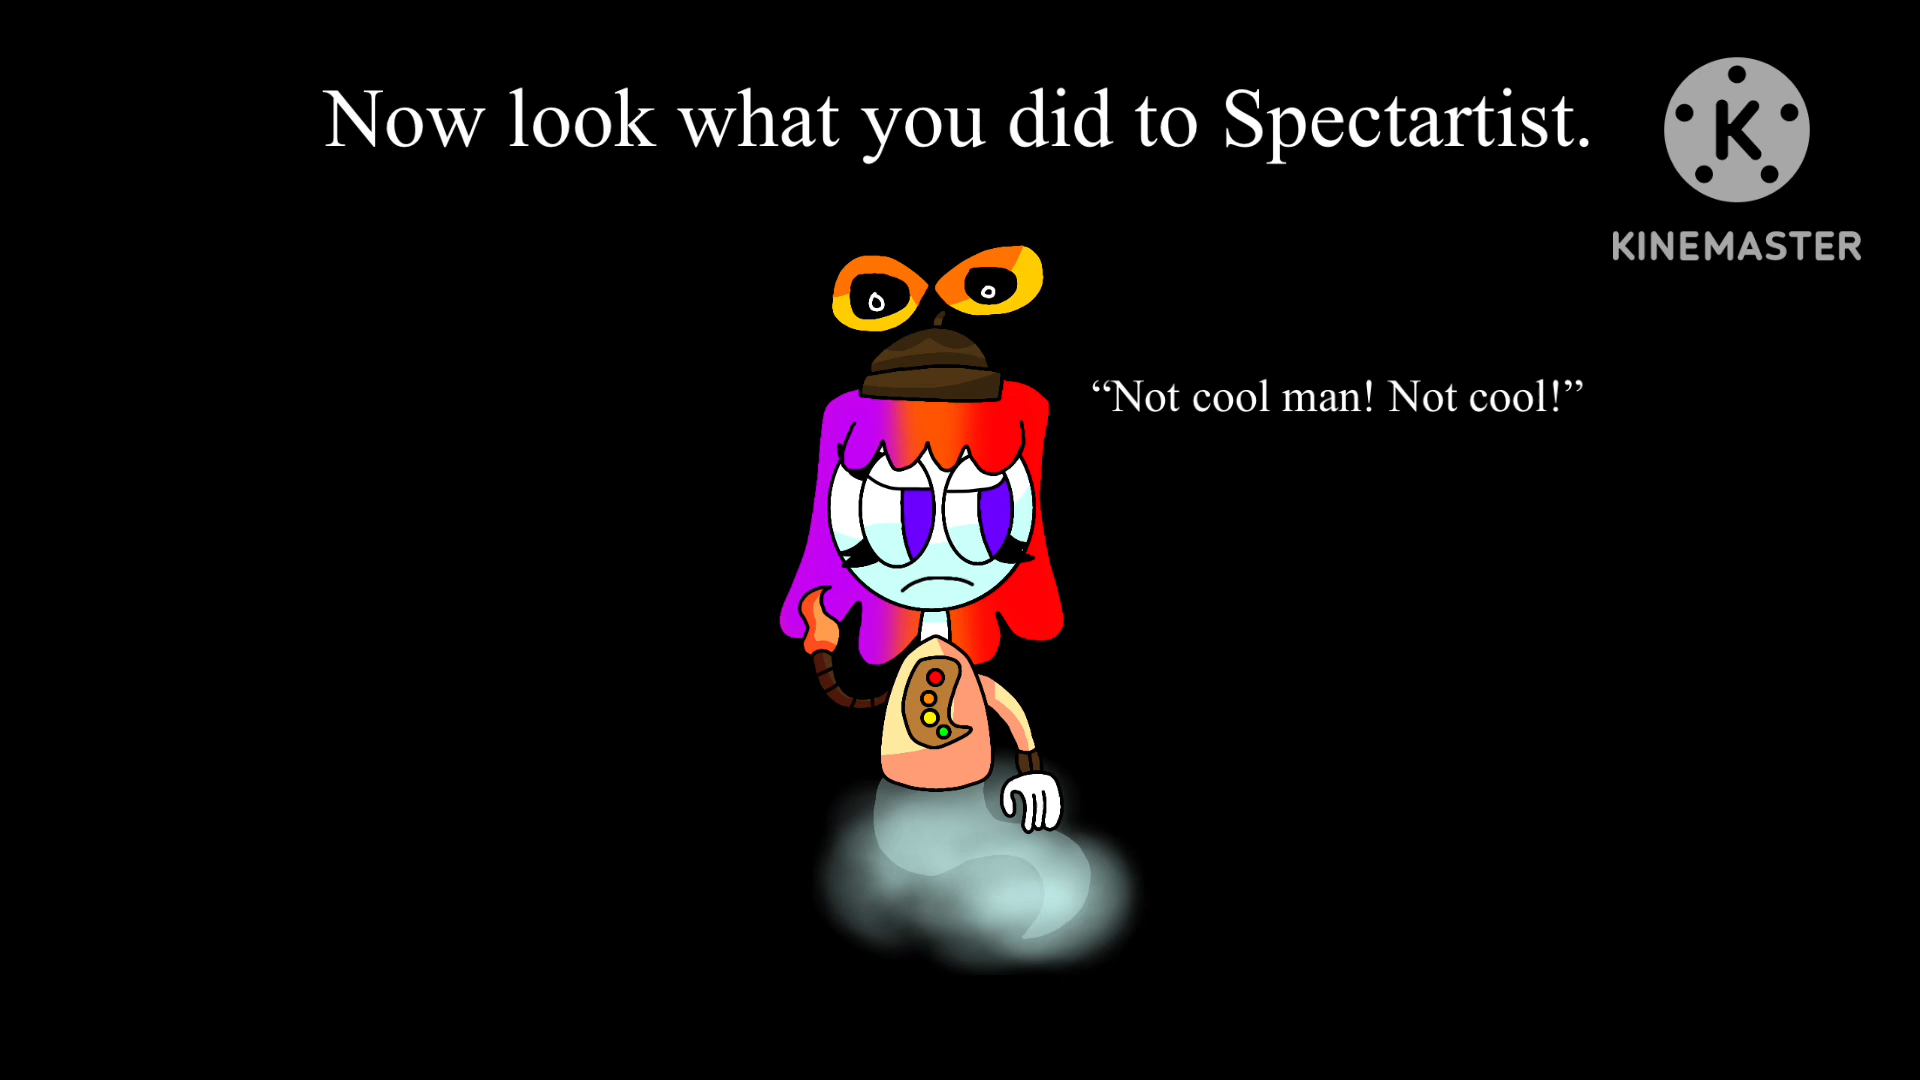 Now look what you did to Spectartist.
K
KINEMASTER
“Not cool man! Not cool!”